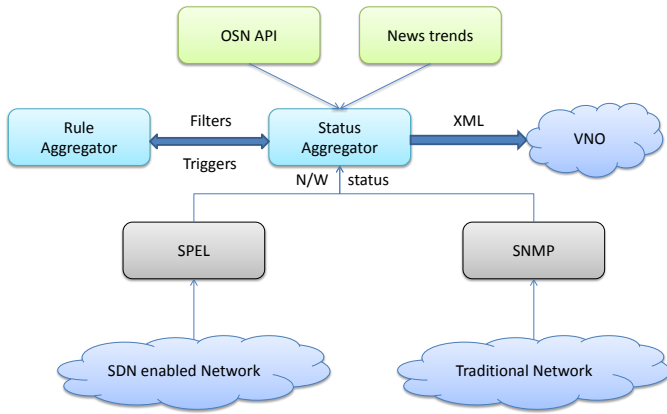 OSN API
News trends
Rule
Aggregator
Filters
Triggers
Status
Aggregator
XML
VNO
N/W status
SPEL
SNMP
SDN enabled Network
Traditional Network